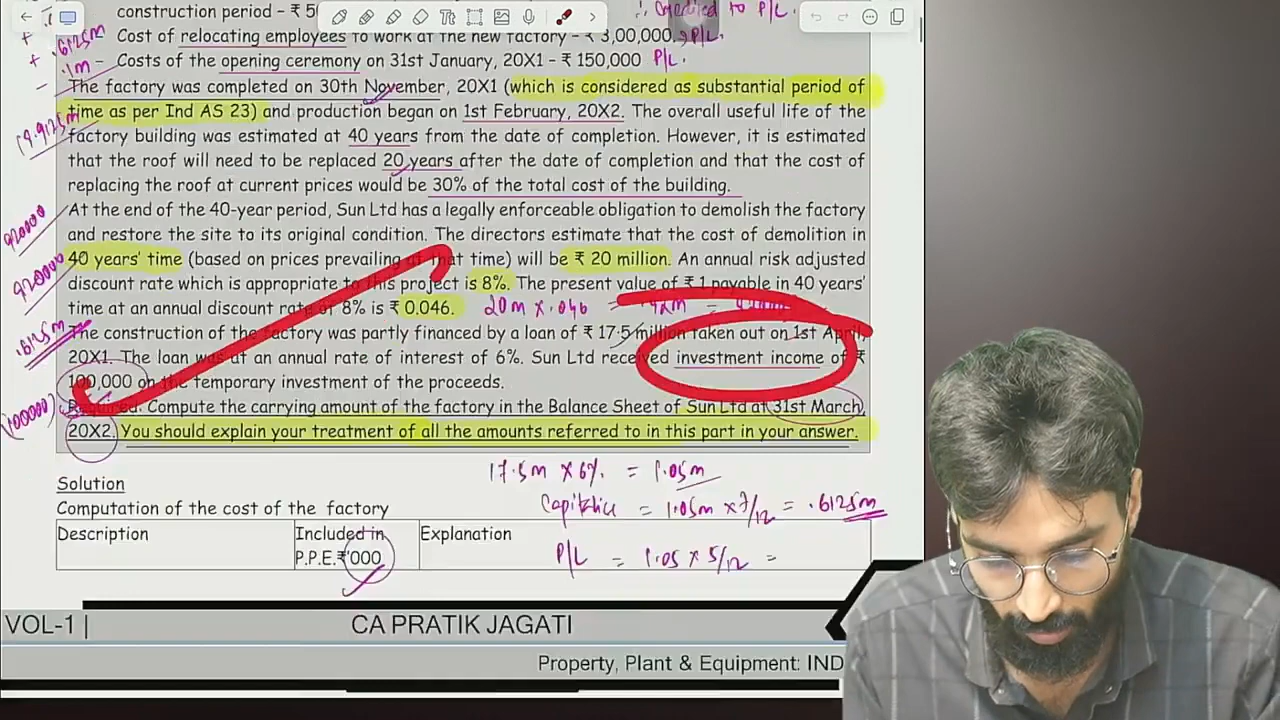 construction period – ₹ 50
∴ Credited to P/L.
+ .6125m
Cost of relocating employees to work at the new factory – ₹ 3,00,000. P/L.
+ .1m
– Costs of the opening ceremony on 31st January, 20X1 – ₹ 150,000 P/L.
The factory was completed on 30th November, 20X1 (which is considered as substantial period of
time as per Ind AS 23) and production began on 1st February, 20X2. The overall useful life of the
19.9125m
factory building was estimated at 40 years from the date of completion. However, it is estimated
that the roof will need to be replaced 20 years after the date of completion and that the cost of
replacing the roof at current prices would be 30% of the total cost of the building.
920000
At the end of the 40-year period, Sun Ltd has a legally enforceable obligation to demolish the factory
and restore the site to its original condition. The directors estimate that the cost of demolition in
920000
40 years' time (based on prices prevailing at that time) will be ₹ 20 million. An annual risk adjusted
discount rate which is appropriate to this project is 8%. The present value of ₹ 1 payable in 40 years'
time at an annual discount rate of 8% is ₹ 0.046. 20m x .046 =
.6125m
The construction of the factory was partly financed by a loan of ₹ 17·5 million taken out on 1st April,
20X1. The loan was at an annual rate of interest of 6%. Sun Ltd received investment income of ₹
100,000 on the temporary investment of the proceeds.
(100000)
Required: Compute the carrying amount of the factory in the Balance Sheet of Sun Ltd at 31st March,
20X2. You should explain your treatment of all the amounts referred to in this part in your answer.
17.5m x 6% = 1.05m
Solution
Capitalise = 1.05m x 7/12 = .6125m
Computation of the cost of the factory
Description Included in P.P.E.₹'000 Explanation
P/L = 1.05 x 5/12 =
VOL-1 | CA PRATIK JAGATI
Property, Plant & Equipment: IND